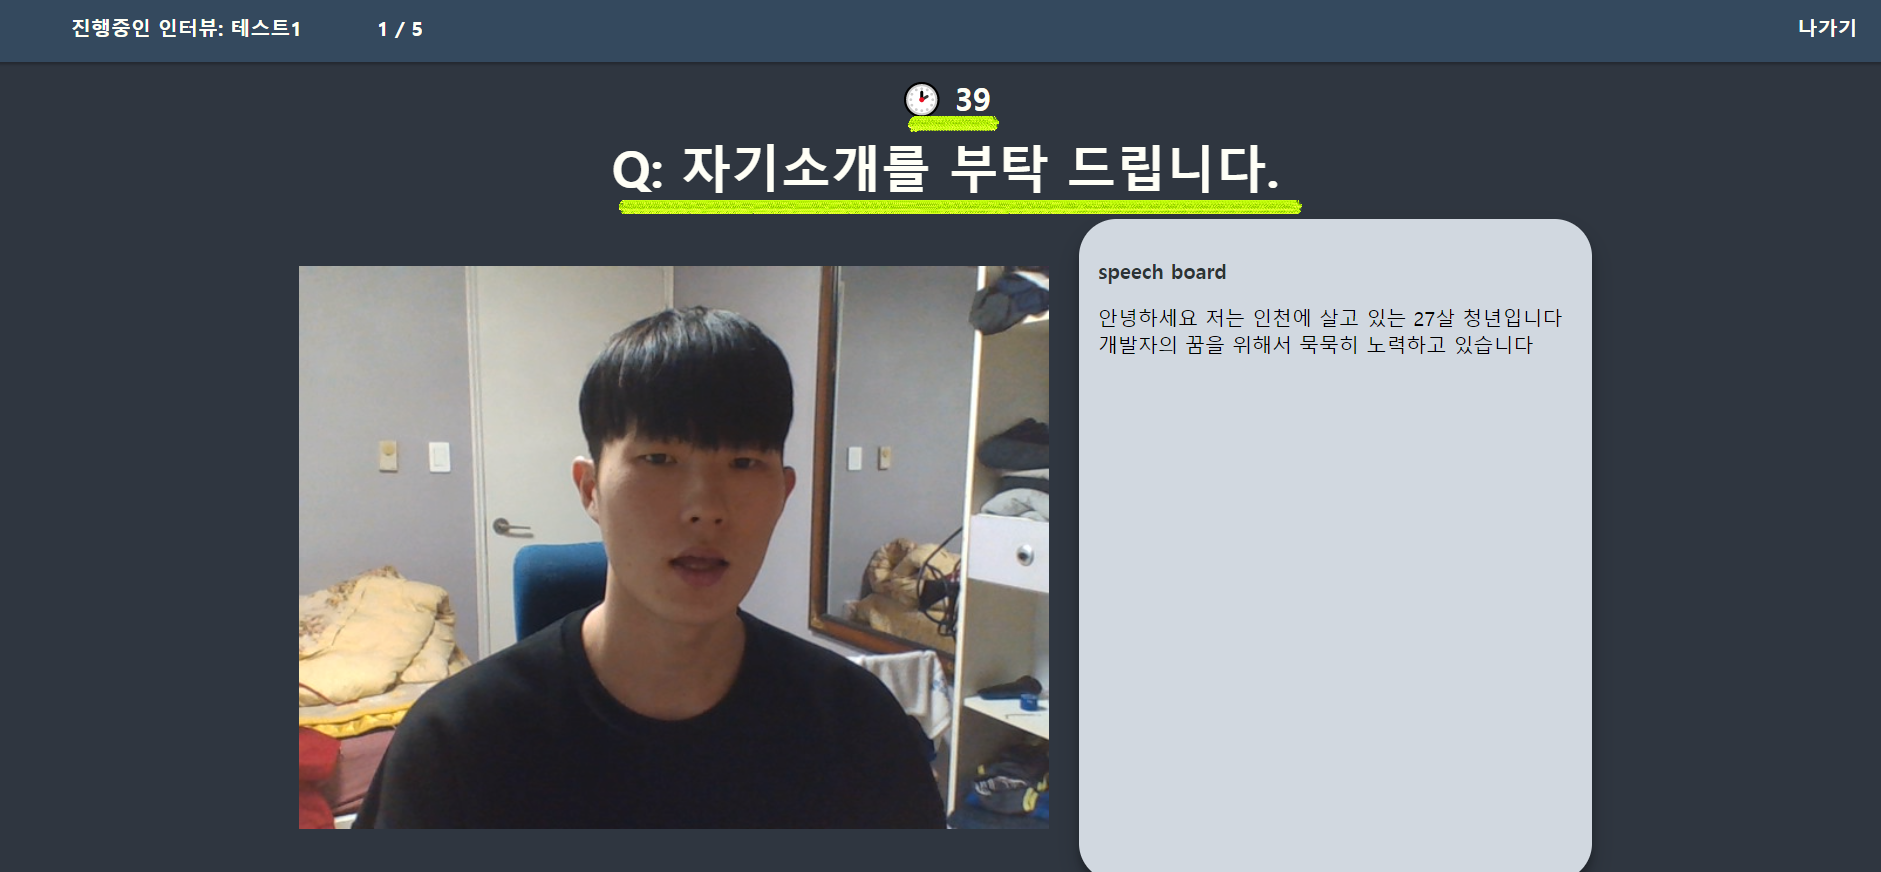 진행중인 인터뷰: 테스트1 1 / 5 나가기
39
Q: 자기소개를 부탁 드립니다.
speech board
안녕하세요 저는 인천에 살고 있는 27살 청년입니다
개발자의 꿈을 위해서 묵묵히 노력하고 있습니다